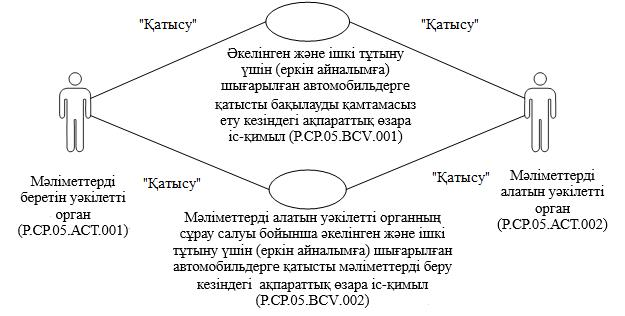 "Қатысу"
"Қатысу"
Әкелінген және ішкі тұтыну
үшін (еркін айналымға)
шығарылған автомобильдерге
қатысты бақылауды қамтамасыз
ету кезіндегі ақпараттық өзара
іс-қимыл (P.CP.05.BCV.001)
Мәліметтерді
беретін уәкілетті
орган
(P.CP.05.ACT.001)
Мәліметтерді
алатын уәкілетті
орган
(P.CP.05.ACT.002)
"Қатысу"
"Қатысу"
Мәліметтерді алатын уәкілетті органның
сұрау салуы бойынша әкелінген және ішкі
тұтыну үшін (еркін айналымға) шығарылған
автомобильдерге қатысты мәліметтерді беру
кезіндегі ақпараттық өзара іс-қимыл
(P.CP.05.BCV.002)